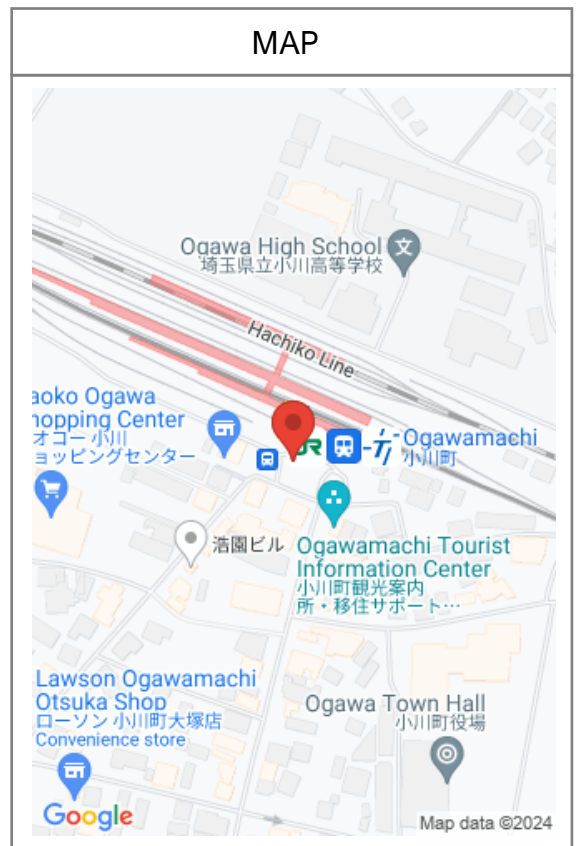 MAP
Ogawa High School
埼玉県立小川高等学校
Hachiko Line
aoko Ogawa
hopping Center
オコー 小川
ョッピングセンター
JR
Ogawamachi
小川町
浩園ビル
Ogawamachi Tourist
Information Center
小川町観光案内
所・移住サポート…
Lawson Ogawamachi
Otsuka Shop
ローソン 小川町大塚店
Convenience store
Ogawa Town Hall
小川町役場
Google
Map data ©2024